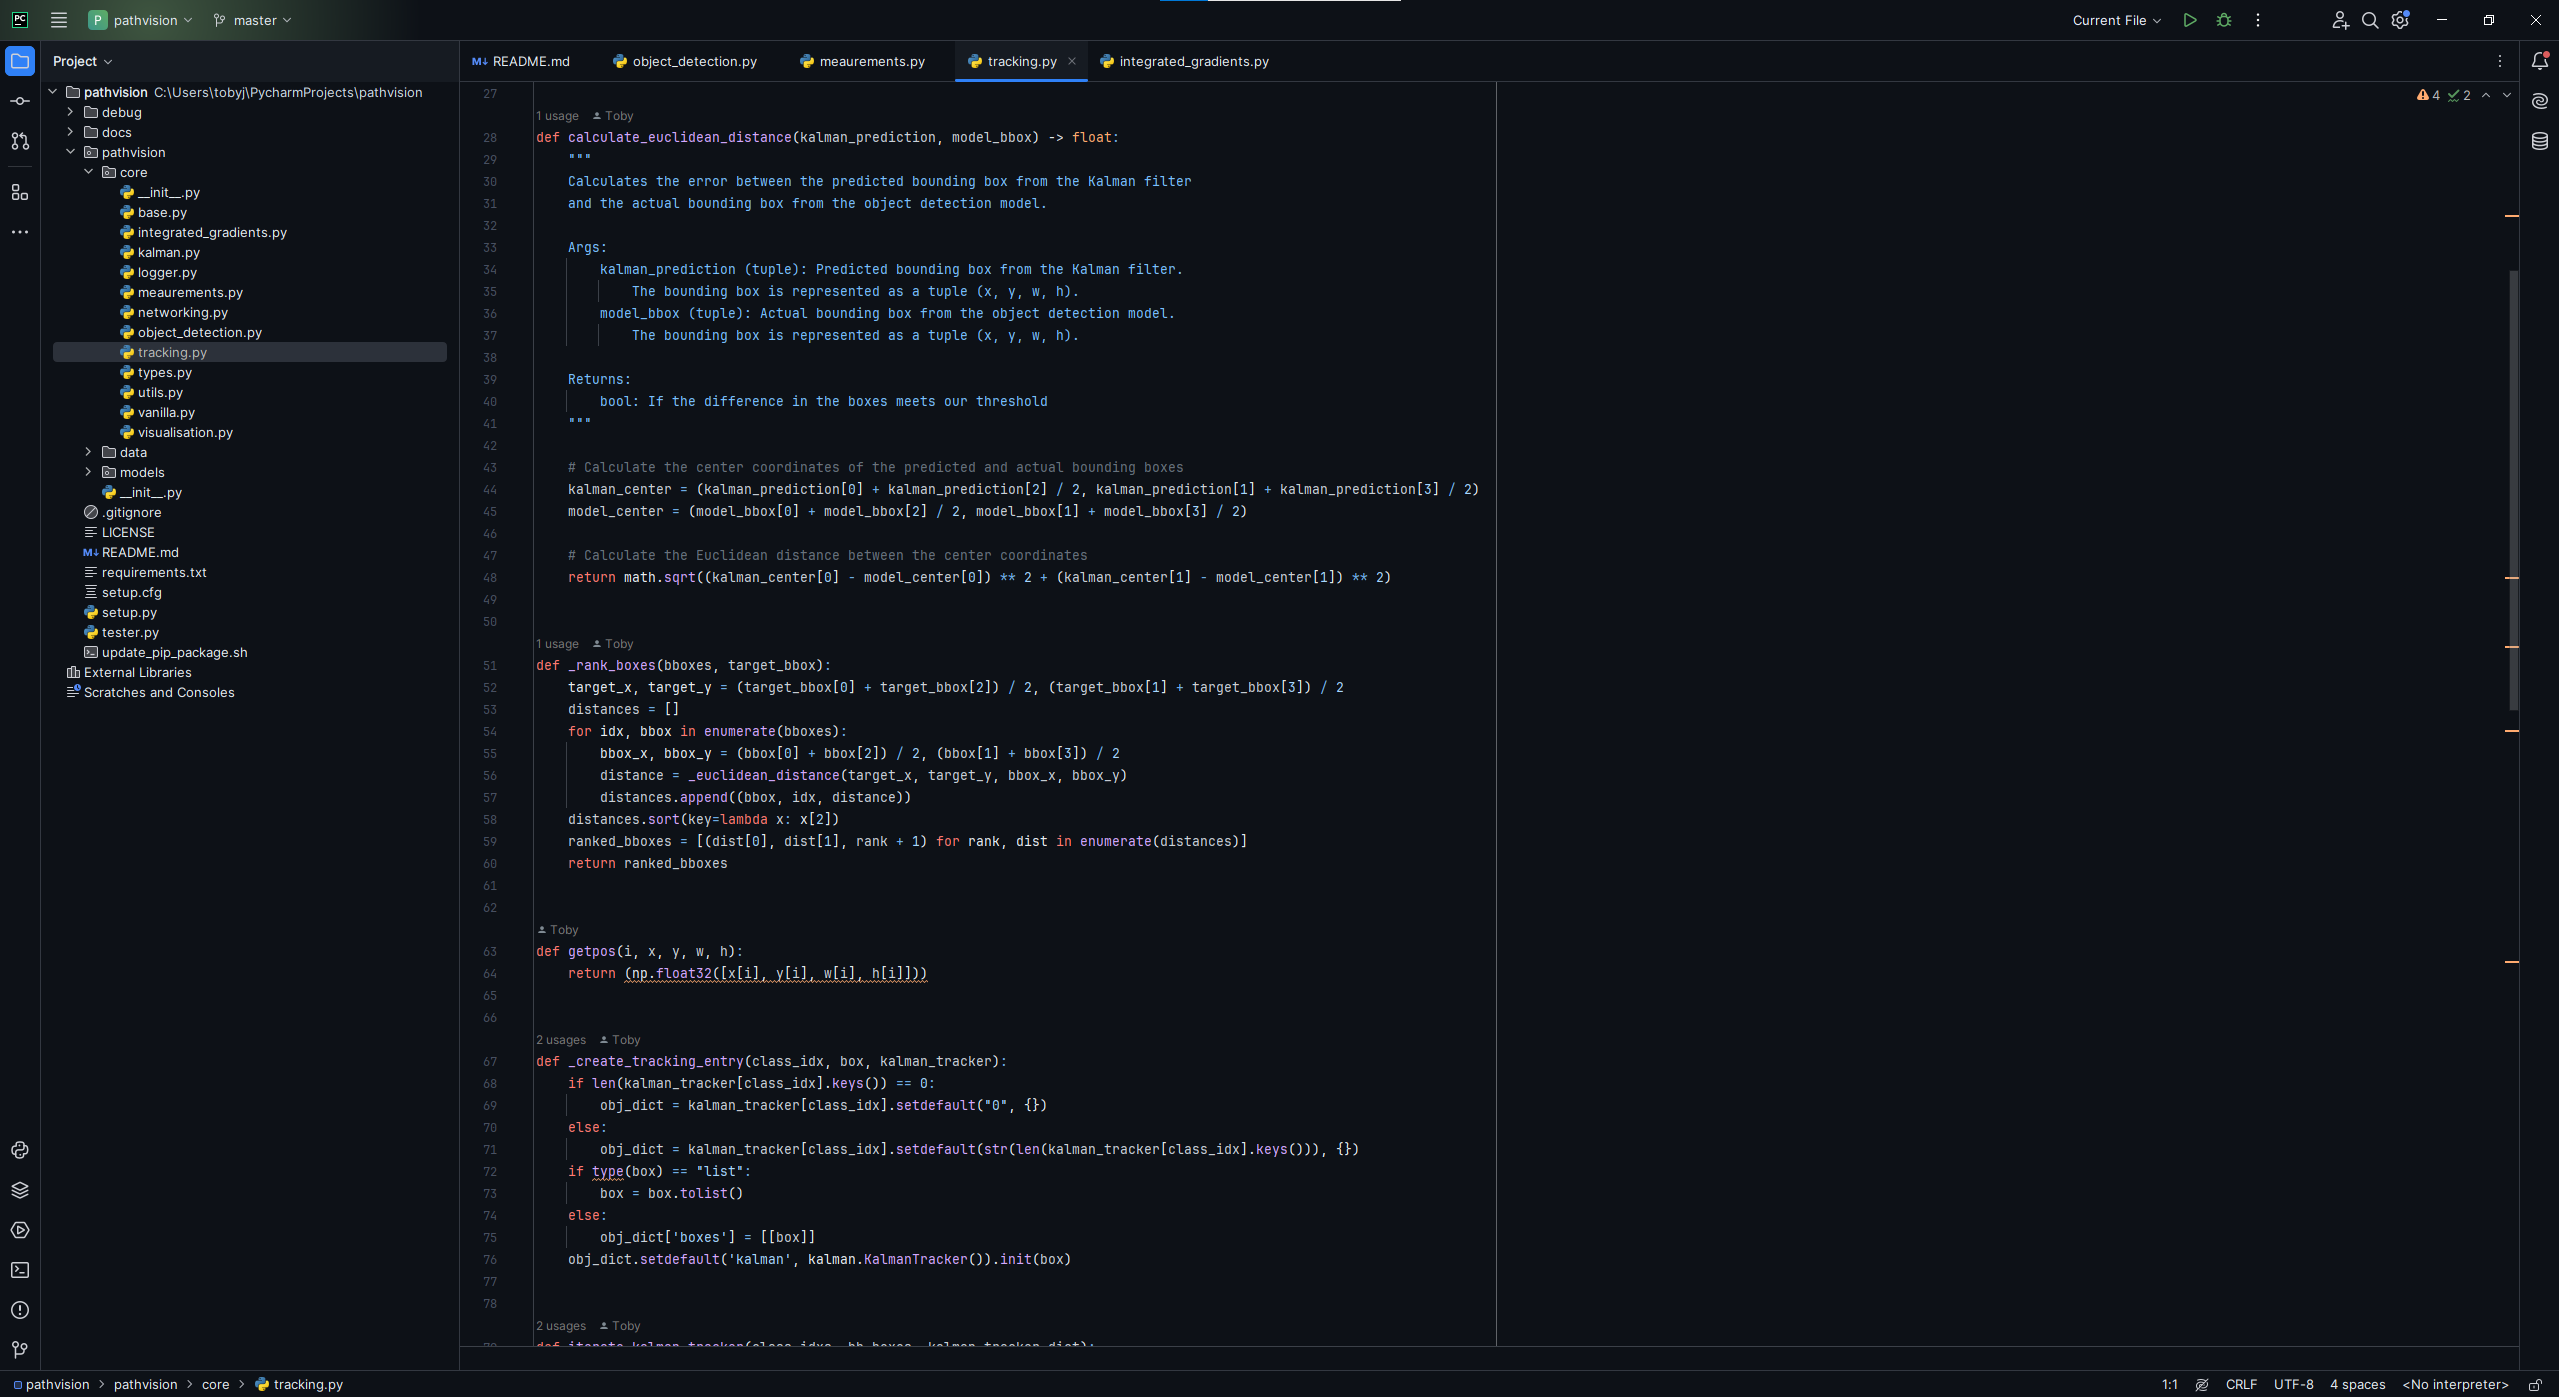 PC P pathvision master Current File
Project
README.md object_detection.py meaurements.py tracking.py integrated_gradients.py
pathvision C:\Users\tobyj\PycharmProjects\pathvision
debug
docs
pathvision
core
__init__.py
base.py
integrated_gradients.py
kalman.py
logger.py
meaurements.py
networking.py
object_detection.py
tracking.py
types.py
utils.py
vanilla.py
visualisation.py
data
models
__init__.py
.gitignore
LICENSE
README.md
requirements.txt
setup.cfg
setup.py
tester.py
update_pip_package.sh
External Libraries
Scratches and Consoles
4 2
27
1 usage Toby
28 def calculate_euclidean_distance(kalman_prediction, model_bbox) -> float:
29 """
30 Calculates the error between the predicted bounding box from the Kalman filter
31 and the actual bounding box from the object detection model.
32
33 Args:
34 kalman_prediction (tuple): Predicted bounding box from the Kalman filter.
35 The bounding box is represented as a tuple (x, y, w, h).
36 model_bbox (tuple): Actual bounding box from the object detection model.
37 The bounding box is represented as a tuple (x, y, w, h).
38
39 Returns:
40 bool: If the difference in the boxes meets our threshold
41 """
42
43 # Calculate the center coordinates of the predicted and actual bounding boxes
44 kalman_center = (kalman_prediction[0] + kalman_prediction[2] / 2, kalman_prediction[1] + kalman_prediction[3] / 2)
45 model_center = (model_bbox[0] + model_bbox[2] / 2, model_bbox[1] + model_bbox[3] / 2)
46
47 # Calculate the Euclidean distance between the center coordinates
48 return math.sqrt((kalman_center[0] - model_center[0]) ** 2 + (kalman_center[1] - model_center[1]) ** 2)
49
50
1 usage Toby
51 def _rank_boxes(bboxes, target_bbox):
52 target_x, target_y = (target_bbox[0] + target_bbox[2]) / 2, (target_bbox[1] + target_bbox[3]) / 2
53 distances = []
54 for idx, bbox in enumerate(bboxes):
55 bbox_x, bbox_y = (bbox[0] + bbox[2]) / 2, (bbox[1] + bbox[3]) / 2
56 distance = _euclidean_distance(target_x, target_y, bbox_x, bbox_y)
57 distances.append((bbox, idx, distance))
58 distances.sort(key=lambda x: x[2])
59 ranked_bboxes = [(dist[0], dist[1], rank + 1) for rank, dist in enumerate(distances)]
60 return ranked_bboxes
61
62
Toby
63 def getpos(i, x, y, w, h):
64 return (np.float32([x[i], y[i], w[i], h[i]]))
65
66
2 usages Toby
67 def _create_tracking_entry(class_idx, box, kalman_tracker):
68 if len(kalman_tracker[class_idx].keys()) == 0:
69 obj_dict = kalman_tracker[class_idx].setdefault("0", {})
70 else:
71 obj_dict = kalman_tracker[class_idx].setdefault(str(len(kalman_tracker[class_idx].keys())), {})
72 if type(box) == "list":
73 box = box.tolist()
74 else:
75 obj_dict['boxes'] = [[box]]
76 obj_dict.setdefault('kalman', kalman.KalmanTracker()).init(box)
77
78
2 usages Toby
pathvision > pathvision > core > tracking.py 1:1 CRLF UTF-8 4 spaces <No interpreter>